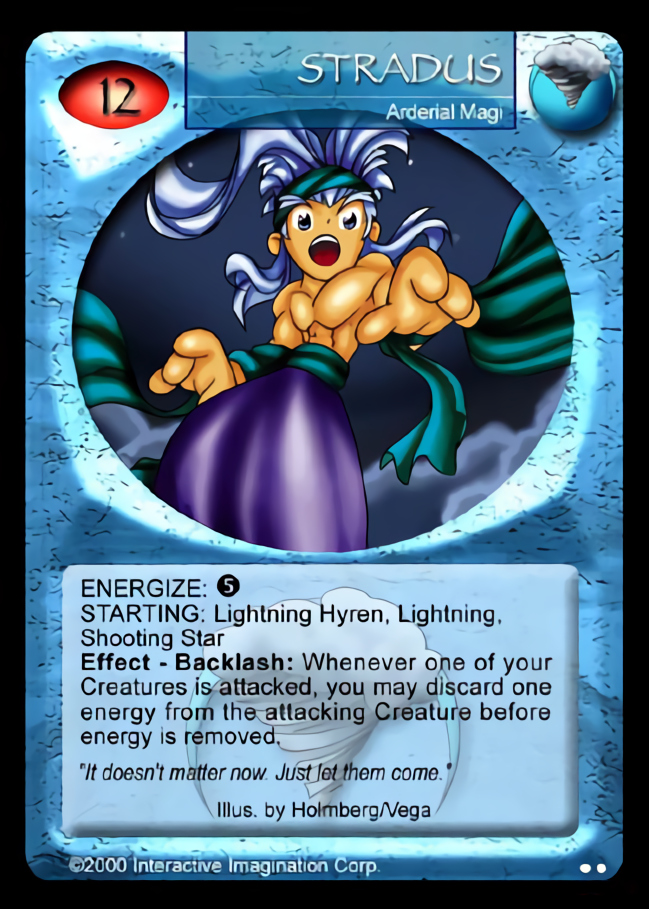 12
STRADUS
Arderial Magi
ENERGIZE: 5
STARTING: Lightning Hyren, Lightning,
Shooting Star
Effect - Backlash: Whenever one of your
Creatures is attacked, you may discard one
energy from the attacking Creature before
energy is removed.
"It doesn't matter now. Just let them come."
Illus. by Holmberg/Vega
©2000 Interactive Imagination Corp.